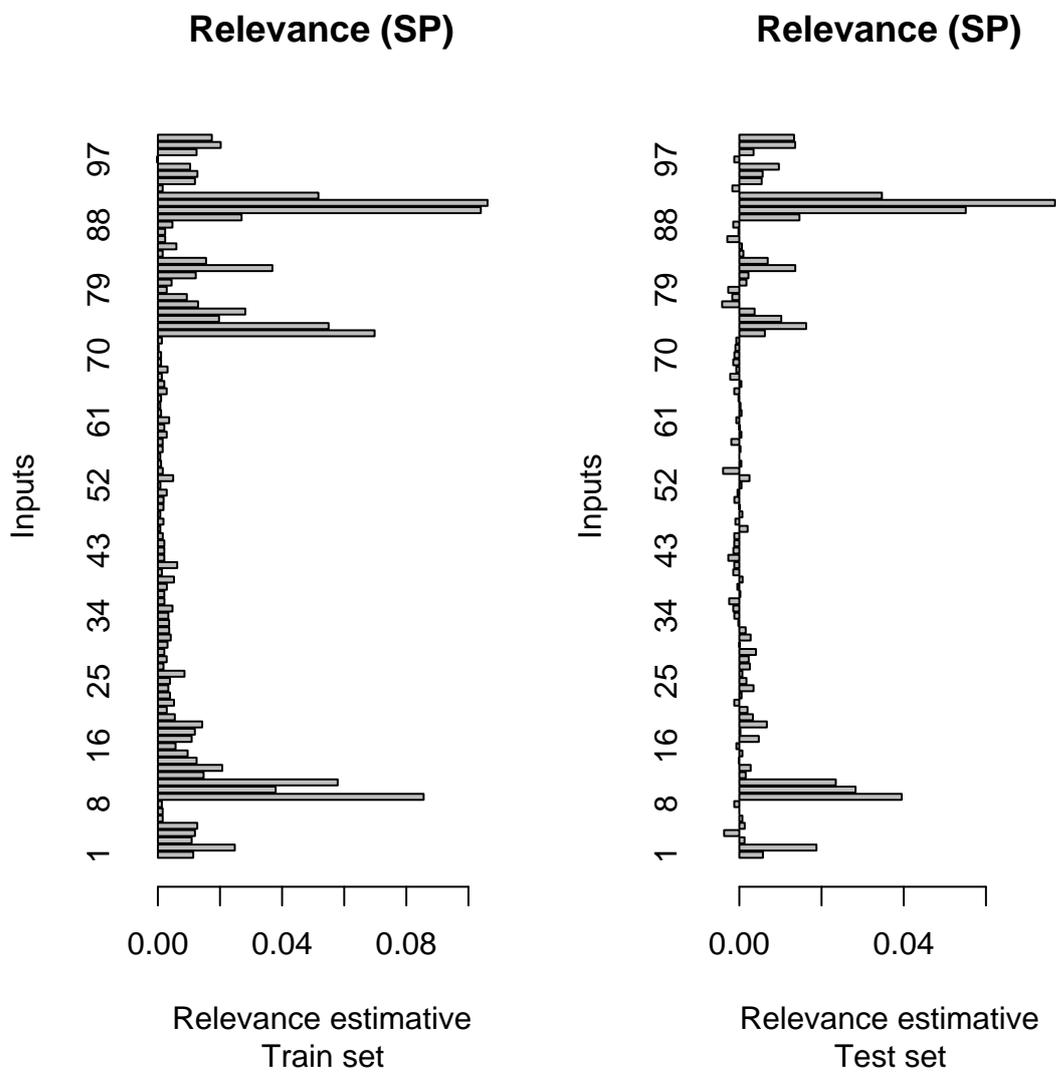 Relevance (SP)
Inputs
97
88
79
70
61
52
43
34
25
16
8
1
0.00 0.04 0.08
Relevance estimative
Train set
Relevance (SP)
Inputs
97
88
79
70
61
52
43
34
25
16
8
1
0.00 0.04
Relevance estimative
Test set